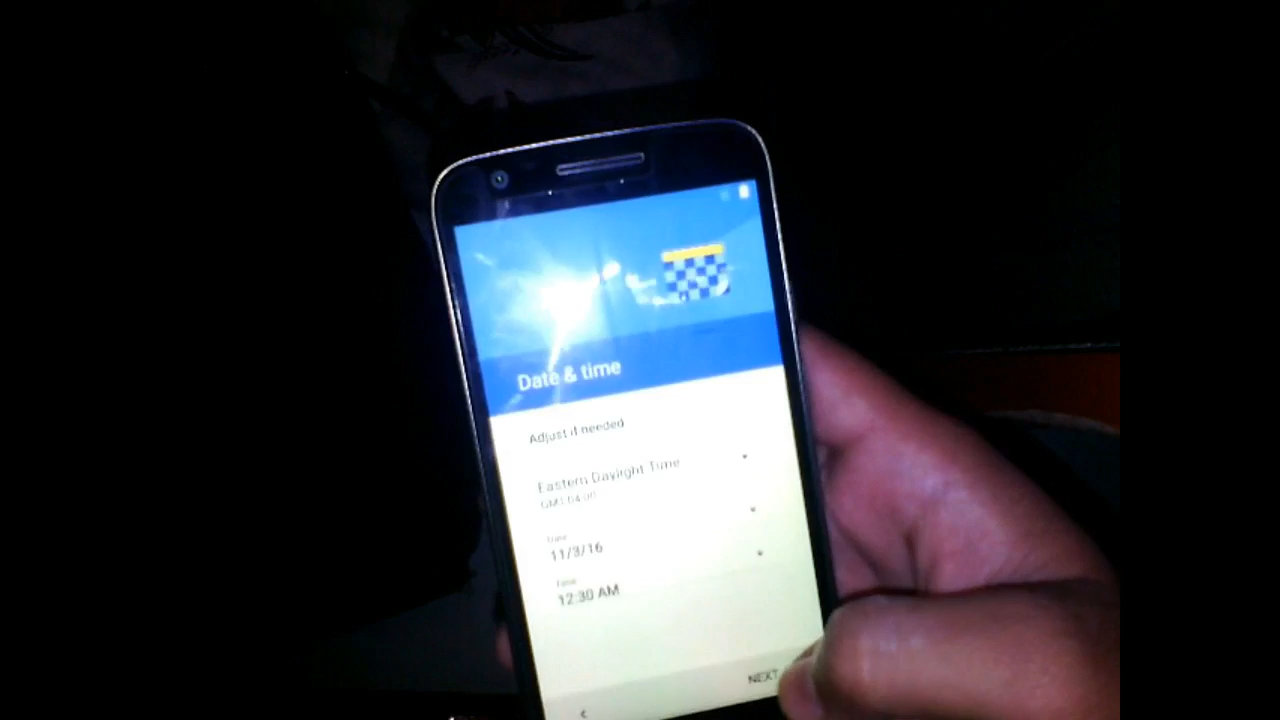 Date & time
Adjust if needed
Eastern Daylight Time
GMT-04:00
Date
11/3/16
Time
12:30 AM
NEXT